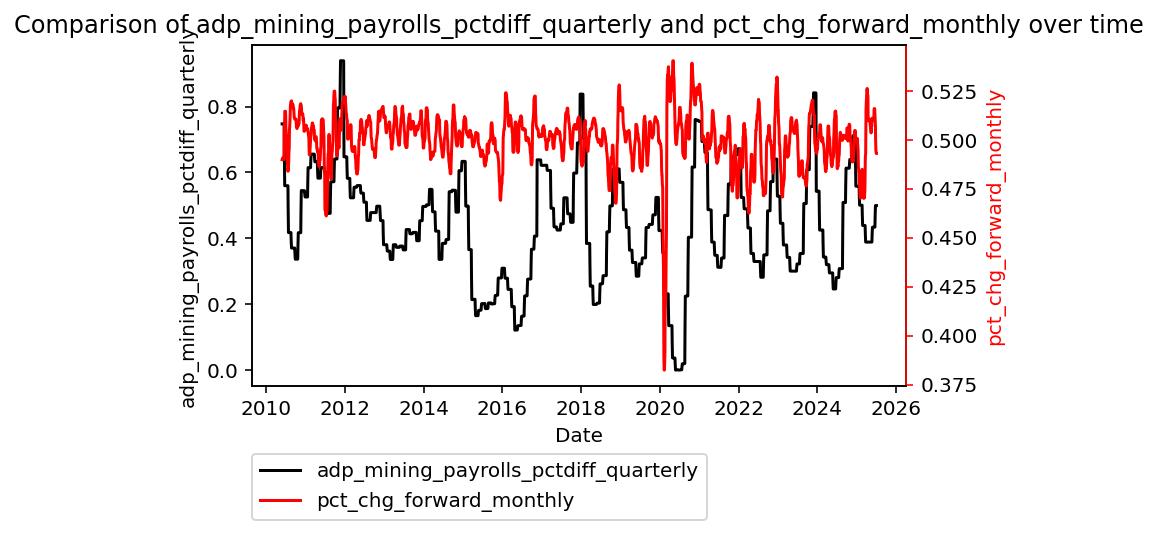 Comparison of adp_mining_payrolls_pctdiff_quarterly and pct_chg_forward_monthly over time
adp_mining_payrolls_pctdiff_quarterly
0.8
0.6
0.4
0.2
0.0
0.525
0.500
0.475
0.450
0.425
0.400
0.375
pct_chg_forward_monthly
2010 2012 2014 2016 2018 2020 2022 2024 2026
Date
adp_mining_payrolls_pctdiff_quarterly
pct_chg_forward_monthly